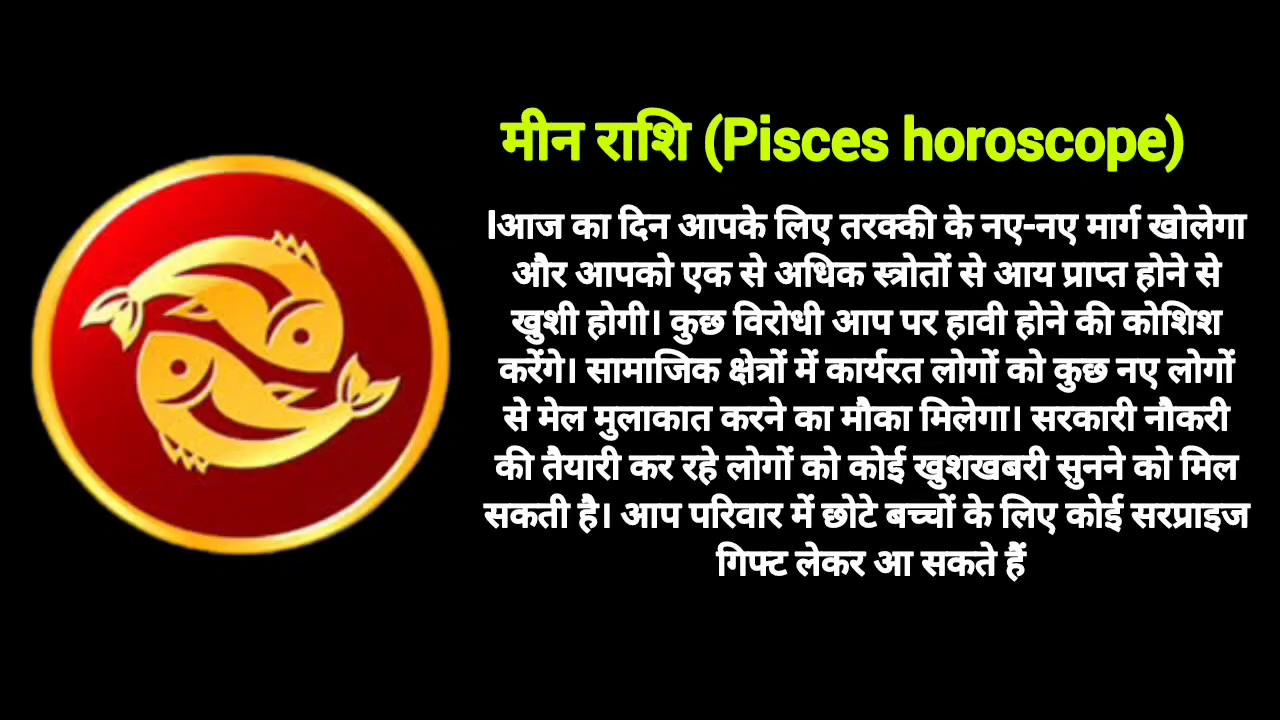 मीन राशि (Pisces horoscope)
।आज का दिन आपके लिए तरक्की के नए-नए मार्ग खोलेगा
और आपको एक से अधिक स्त्रोतों से आय प्राप्त होने से
खुशी होगी। कुछ विरोधी आप पर हावी होने की कोशिश
करेंगे। सामाजिक क्षेत्रों में कार्यरत लोगों को कुछ नए लोगों
से मेल मुलाकात करने का मौका मिलेगा। सरकारी नौकरी
की तैयारी कर रहे लोगों को कोई खुशखबरी सुनने को मिल
सकती है। आप परिवार में छोटे बच्चों के लिए कोई सरप्राइज
गिफ्ट लेकर आ सकते हैं